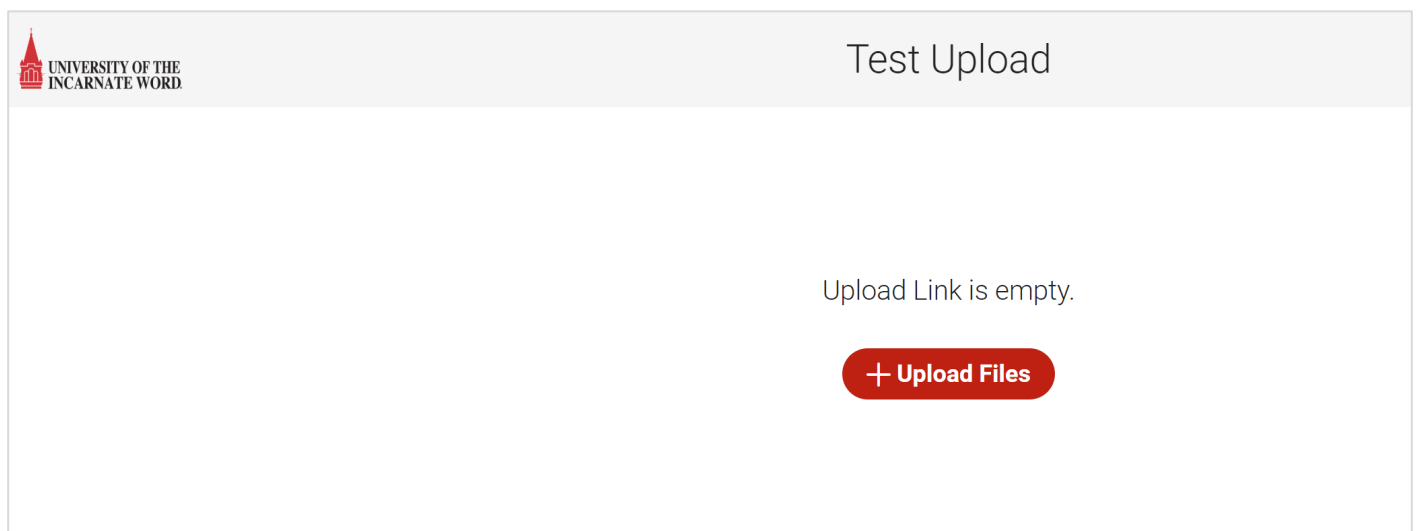 UNIVERSITY OF THE
INCARNATE WORD
Test Upload
Upload Link is empty.
+ Upload Files